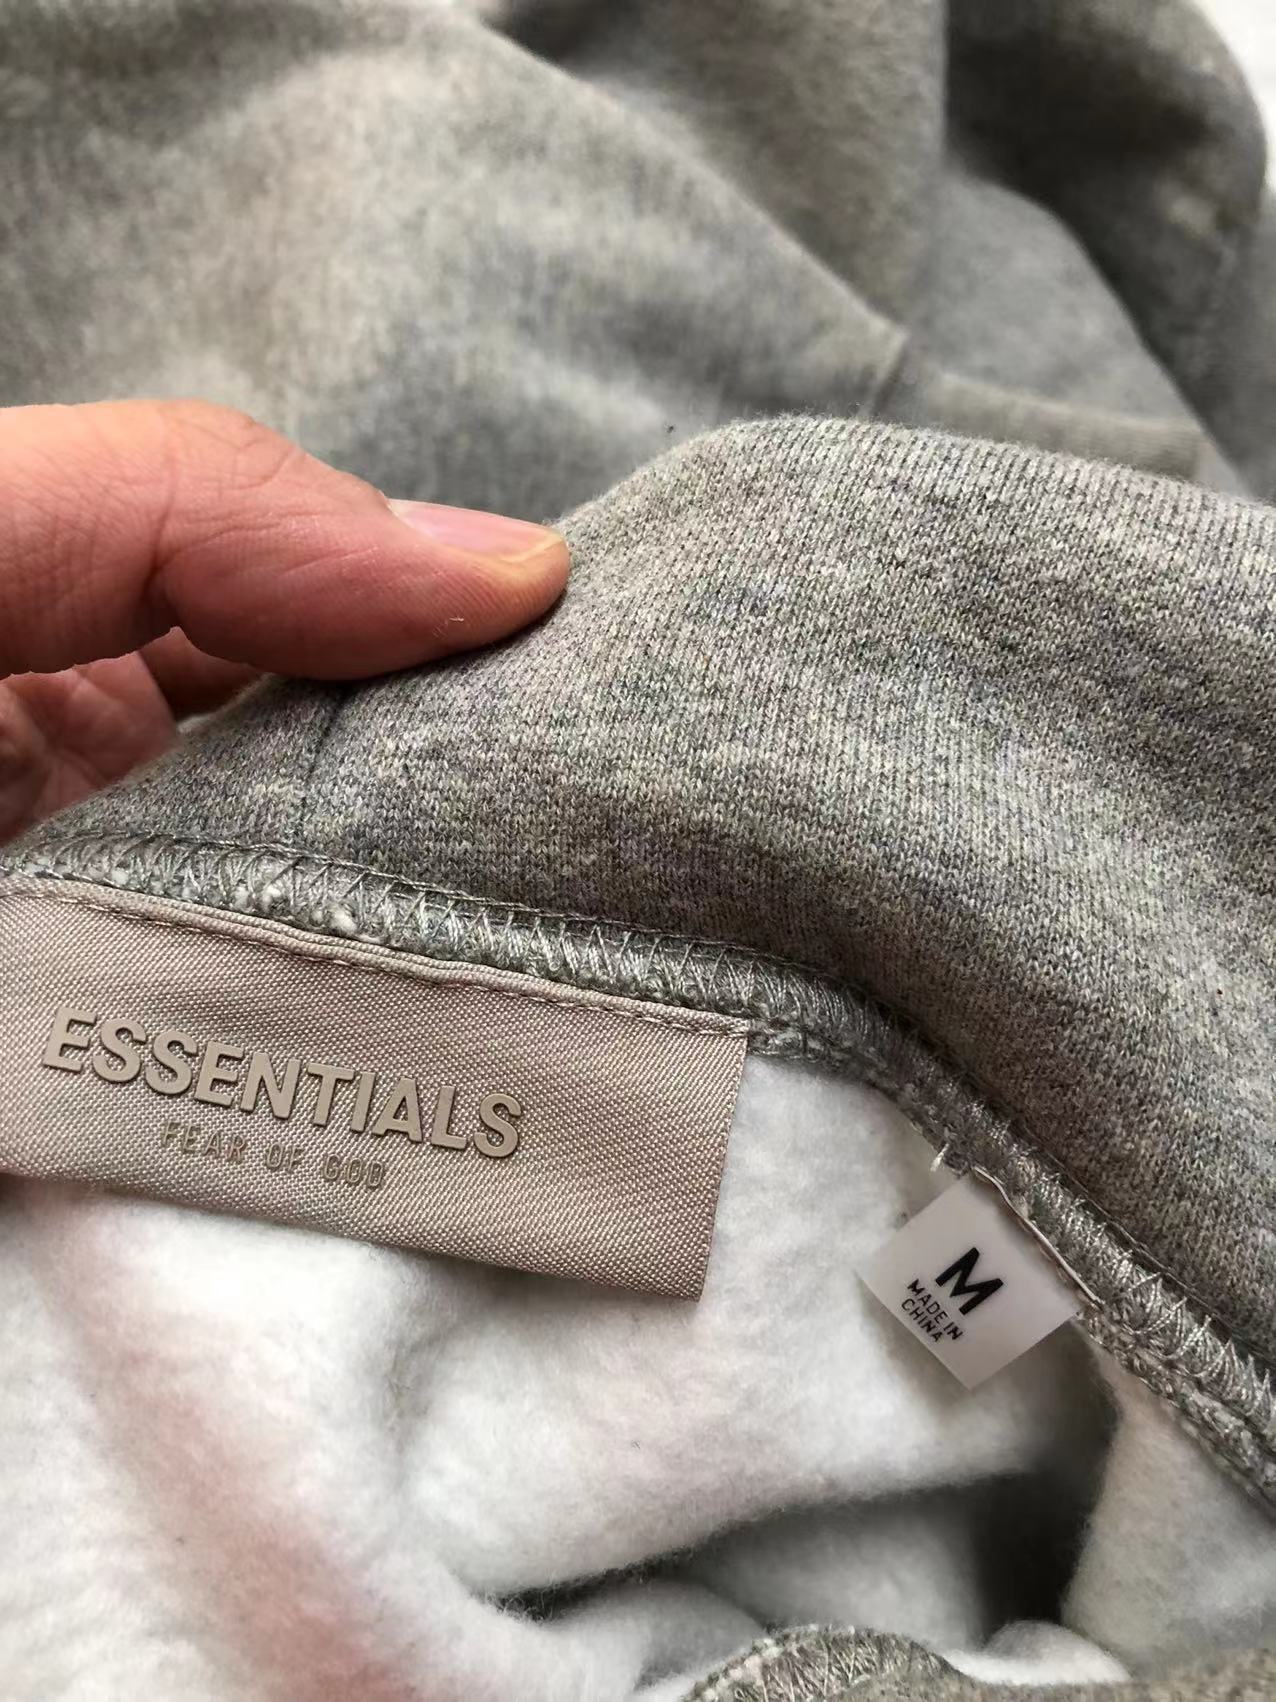 ESSENTIALS
FEAR OF GOD
M
MADE IN
CHINA